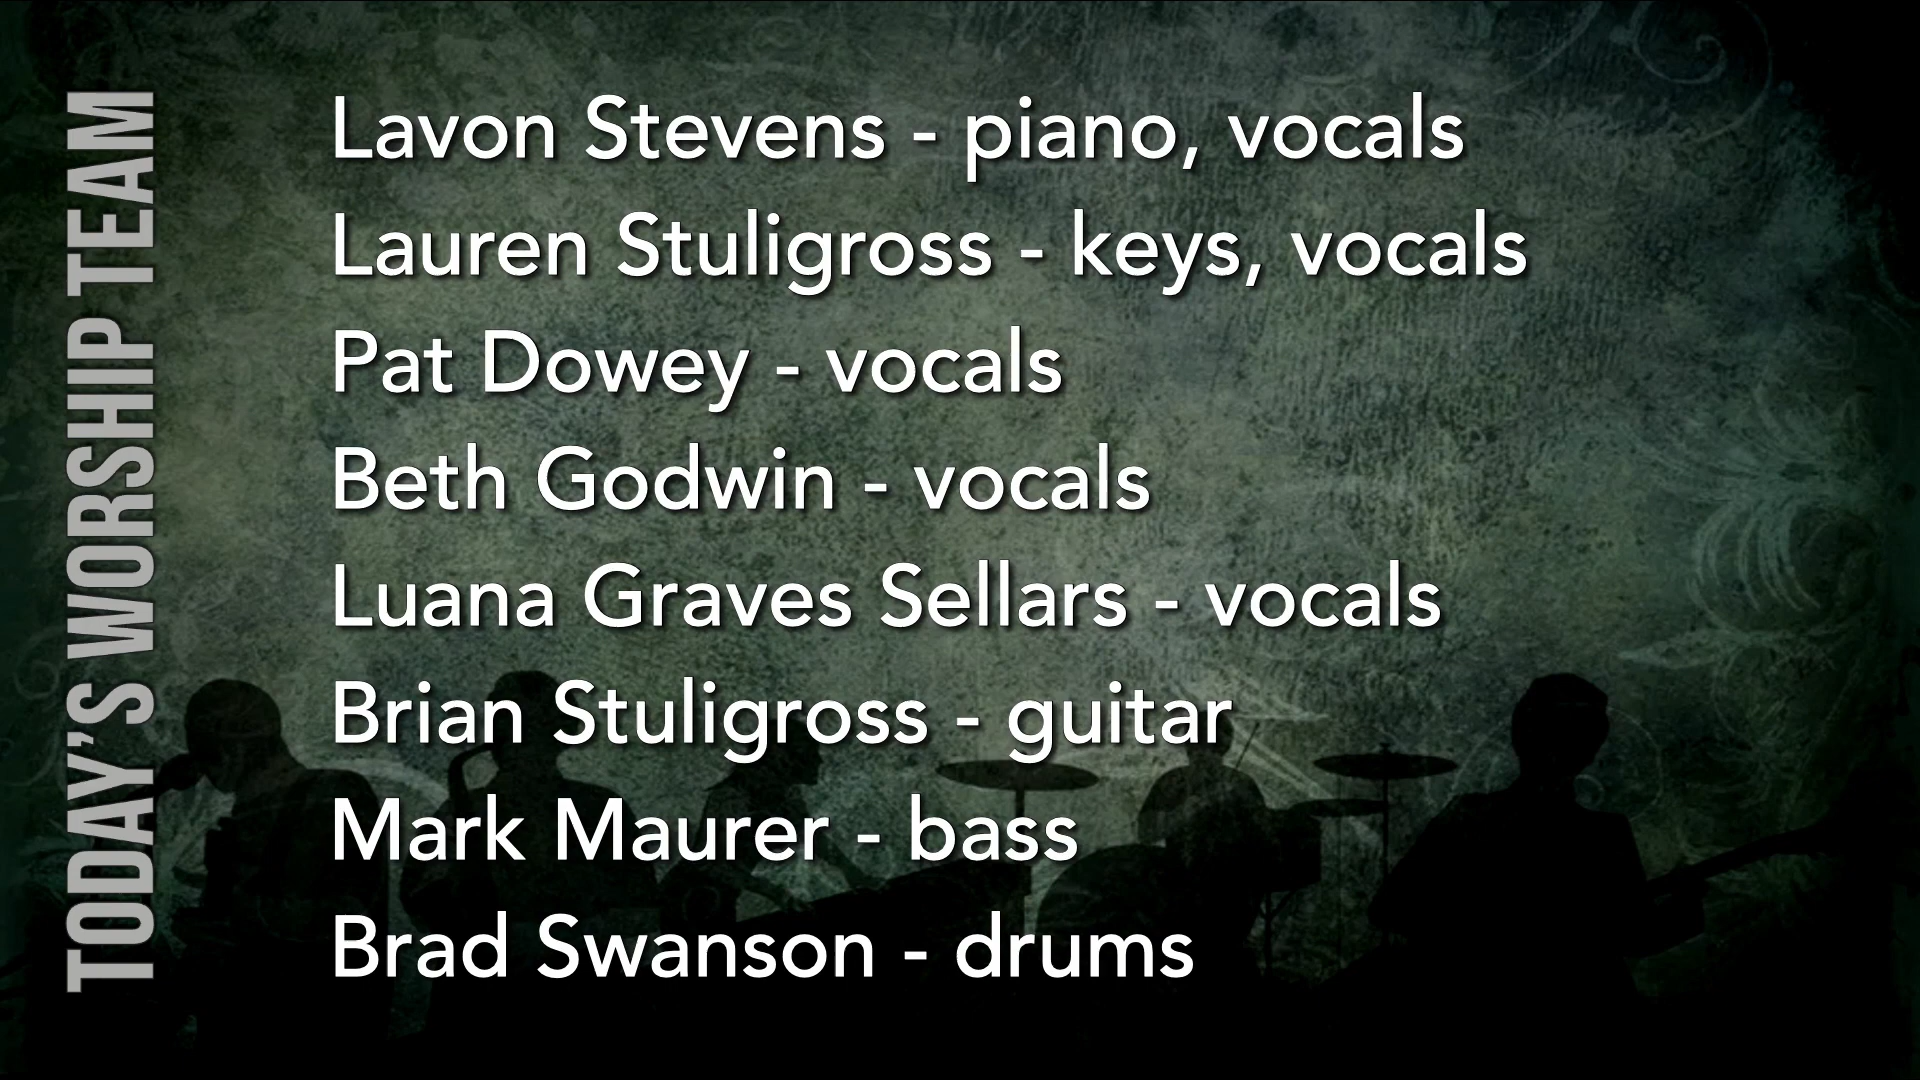 TODAY'S WORSHIP TEAM
Lavon Stevens - piano, vocals
Lauren Stuligross - keys, vocals
Pat Dowey - vocals
Beth Godwin - vocals
Luana Graves Sellars - vocals
Brian Stuligross - guitar
Mark Maurer - bass
Brad Swanson - drums